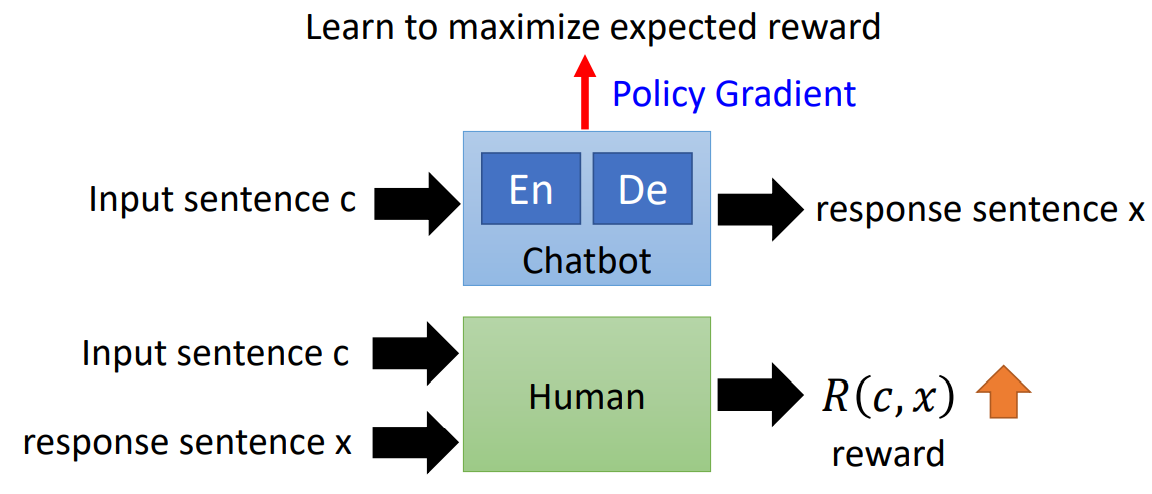 Learn to maximize expected reward
Policy Gradient
Input sentence c
En
De
Chatbot
response sentence x
Input sentence c
response sentence x
Human
R(c, x)
reward